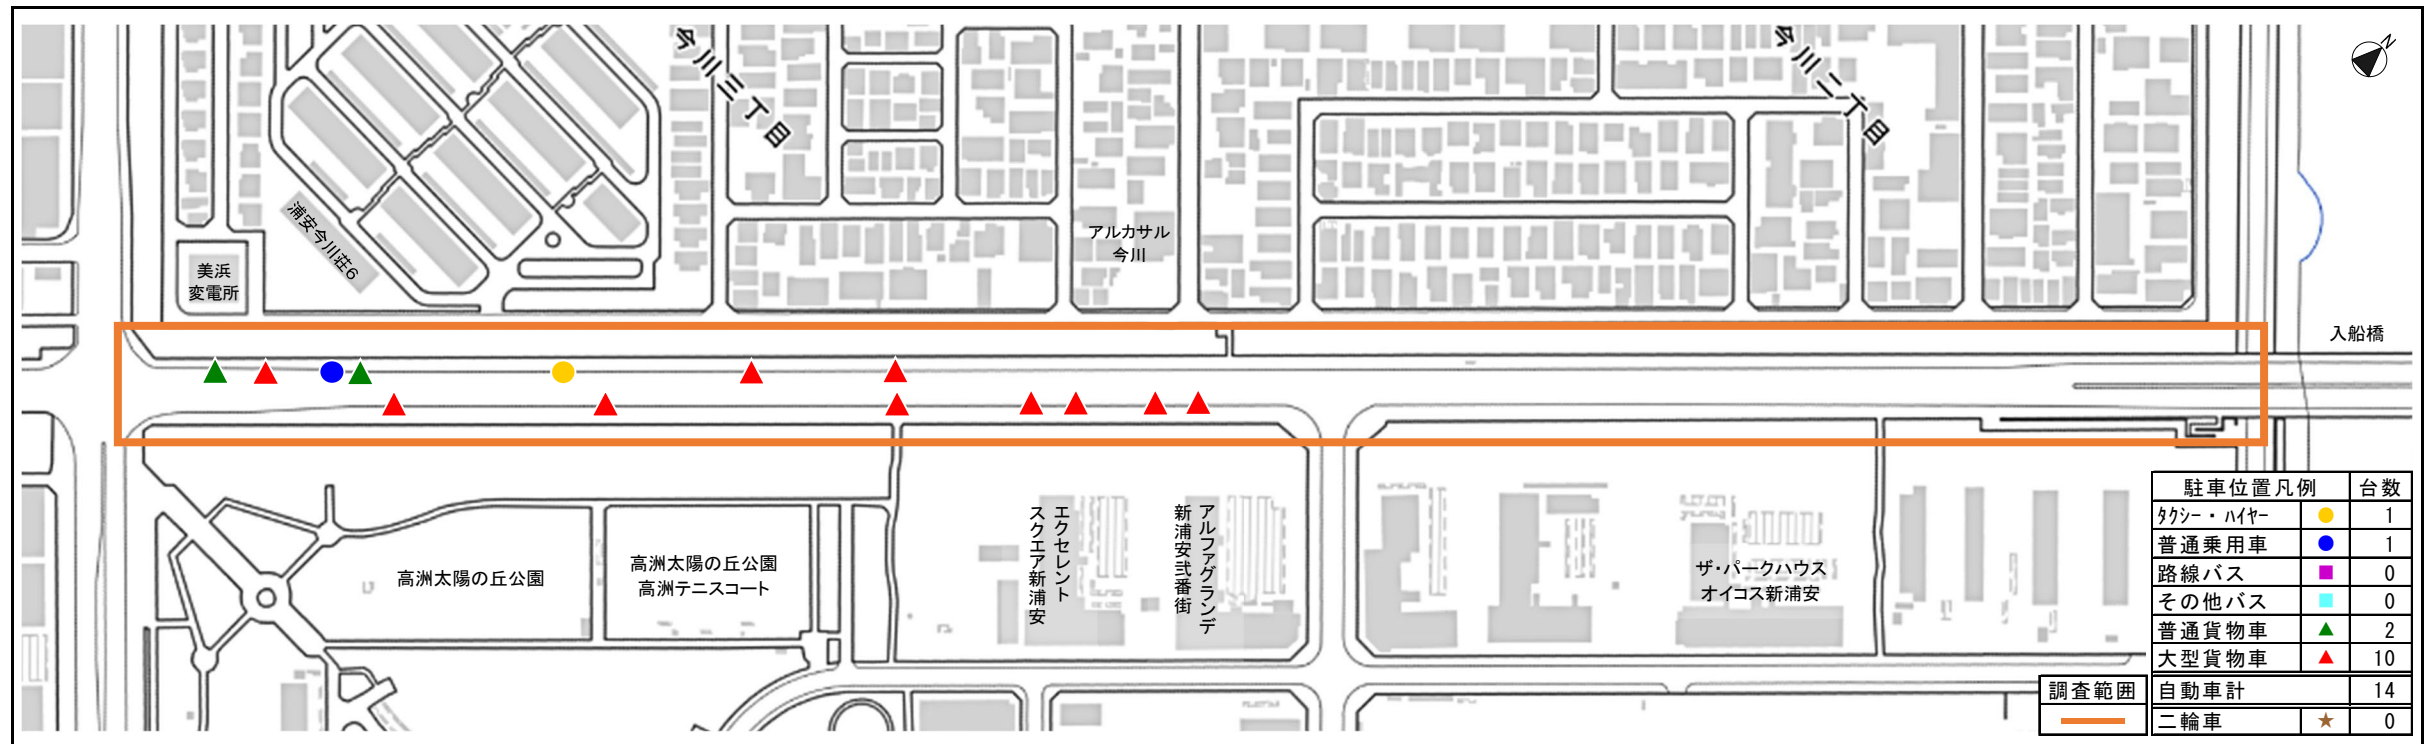 今川三丁目
今川二丁目
N
浦安今川荘6
アルカサル
今川
美浜
変電所
入船橋
高洲太陽の丘公園
高洲太陽の丘公園
高洲テニスコート
エクセレント
スクエア新浦安
アルファグランデ
新浦安弐番街
ザ・パークハウス
オイコス新浦安
駐車位置凡例 台数
ﾀｸｼｰ・ﾊｲﾔｰ ● 1
普通乗用車 ● 1
路線バス ■ 0
その他バス ■ 0
普通貨物車 ▲ 2
大型貨物車 ▲ 10
自動車計 14
二輪車 ★ 0
調査範囲